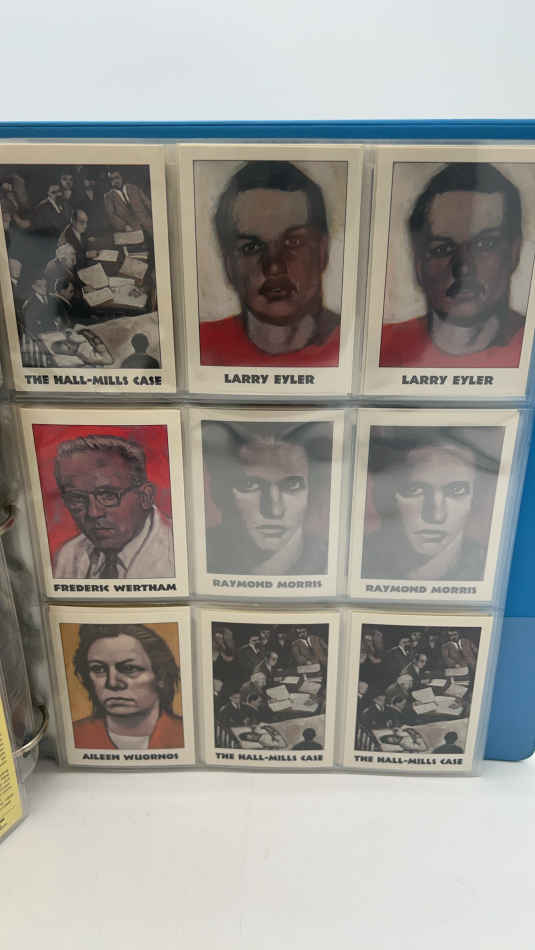 THE HALL-MILLS CASE
LARRY EYLER
LARRY EYLER
FREDERIC WERTHAM
RAYMOND MORRIS
RAYMOND MORRIS
AILEEN WUORNOS
THE HALL-MILLS CASE
THE HALL-MILLS CASE